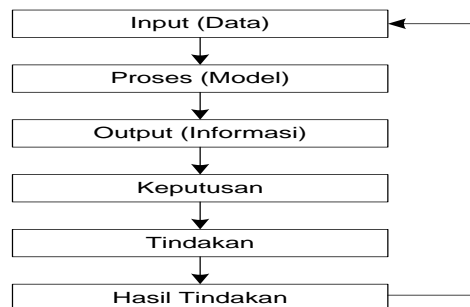 Input (Data)
Proses (Model)
Output (Informasi)
Keputusan
Tindakan
Hasil Tindakan